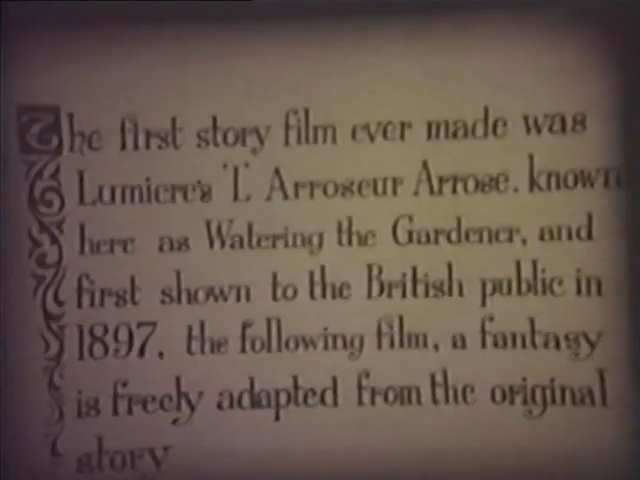 The first story film ever made was
Lumiere's 'L' Arroseur Arrose. known
here as Watering the Gardener, and
first shown to the British public in
1897. the following film, a fantasy
is freely adapted from the original
story